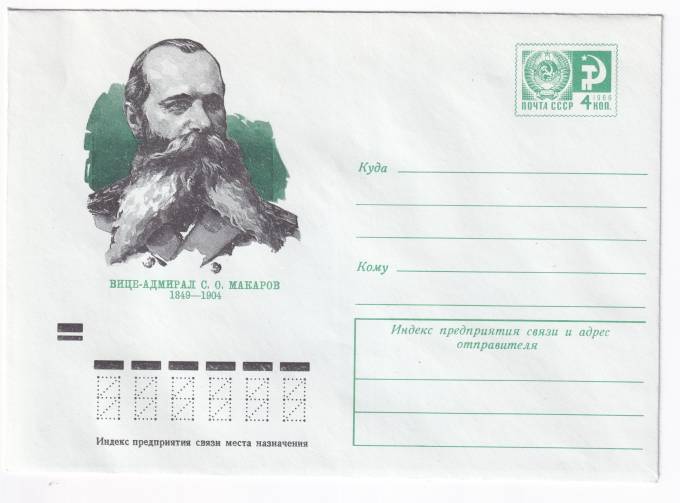 ПОЧТА СССР
1966
4 КОП.
Куда
Кому
ВИЦЕ-АДМИРАЛ С. О. МАКАРОВ
1849—1904
Индекс предприятия связи и адрес
отправителя
Индекс предприятия связи места назначения